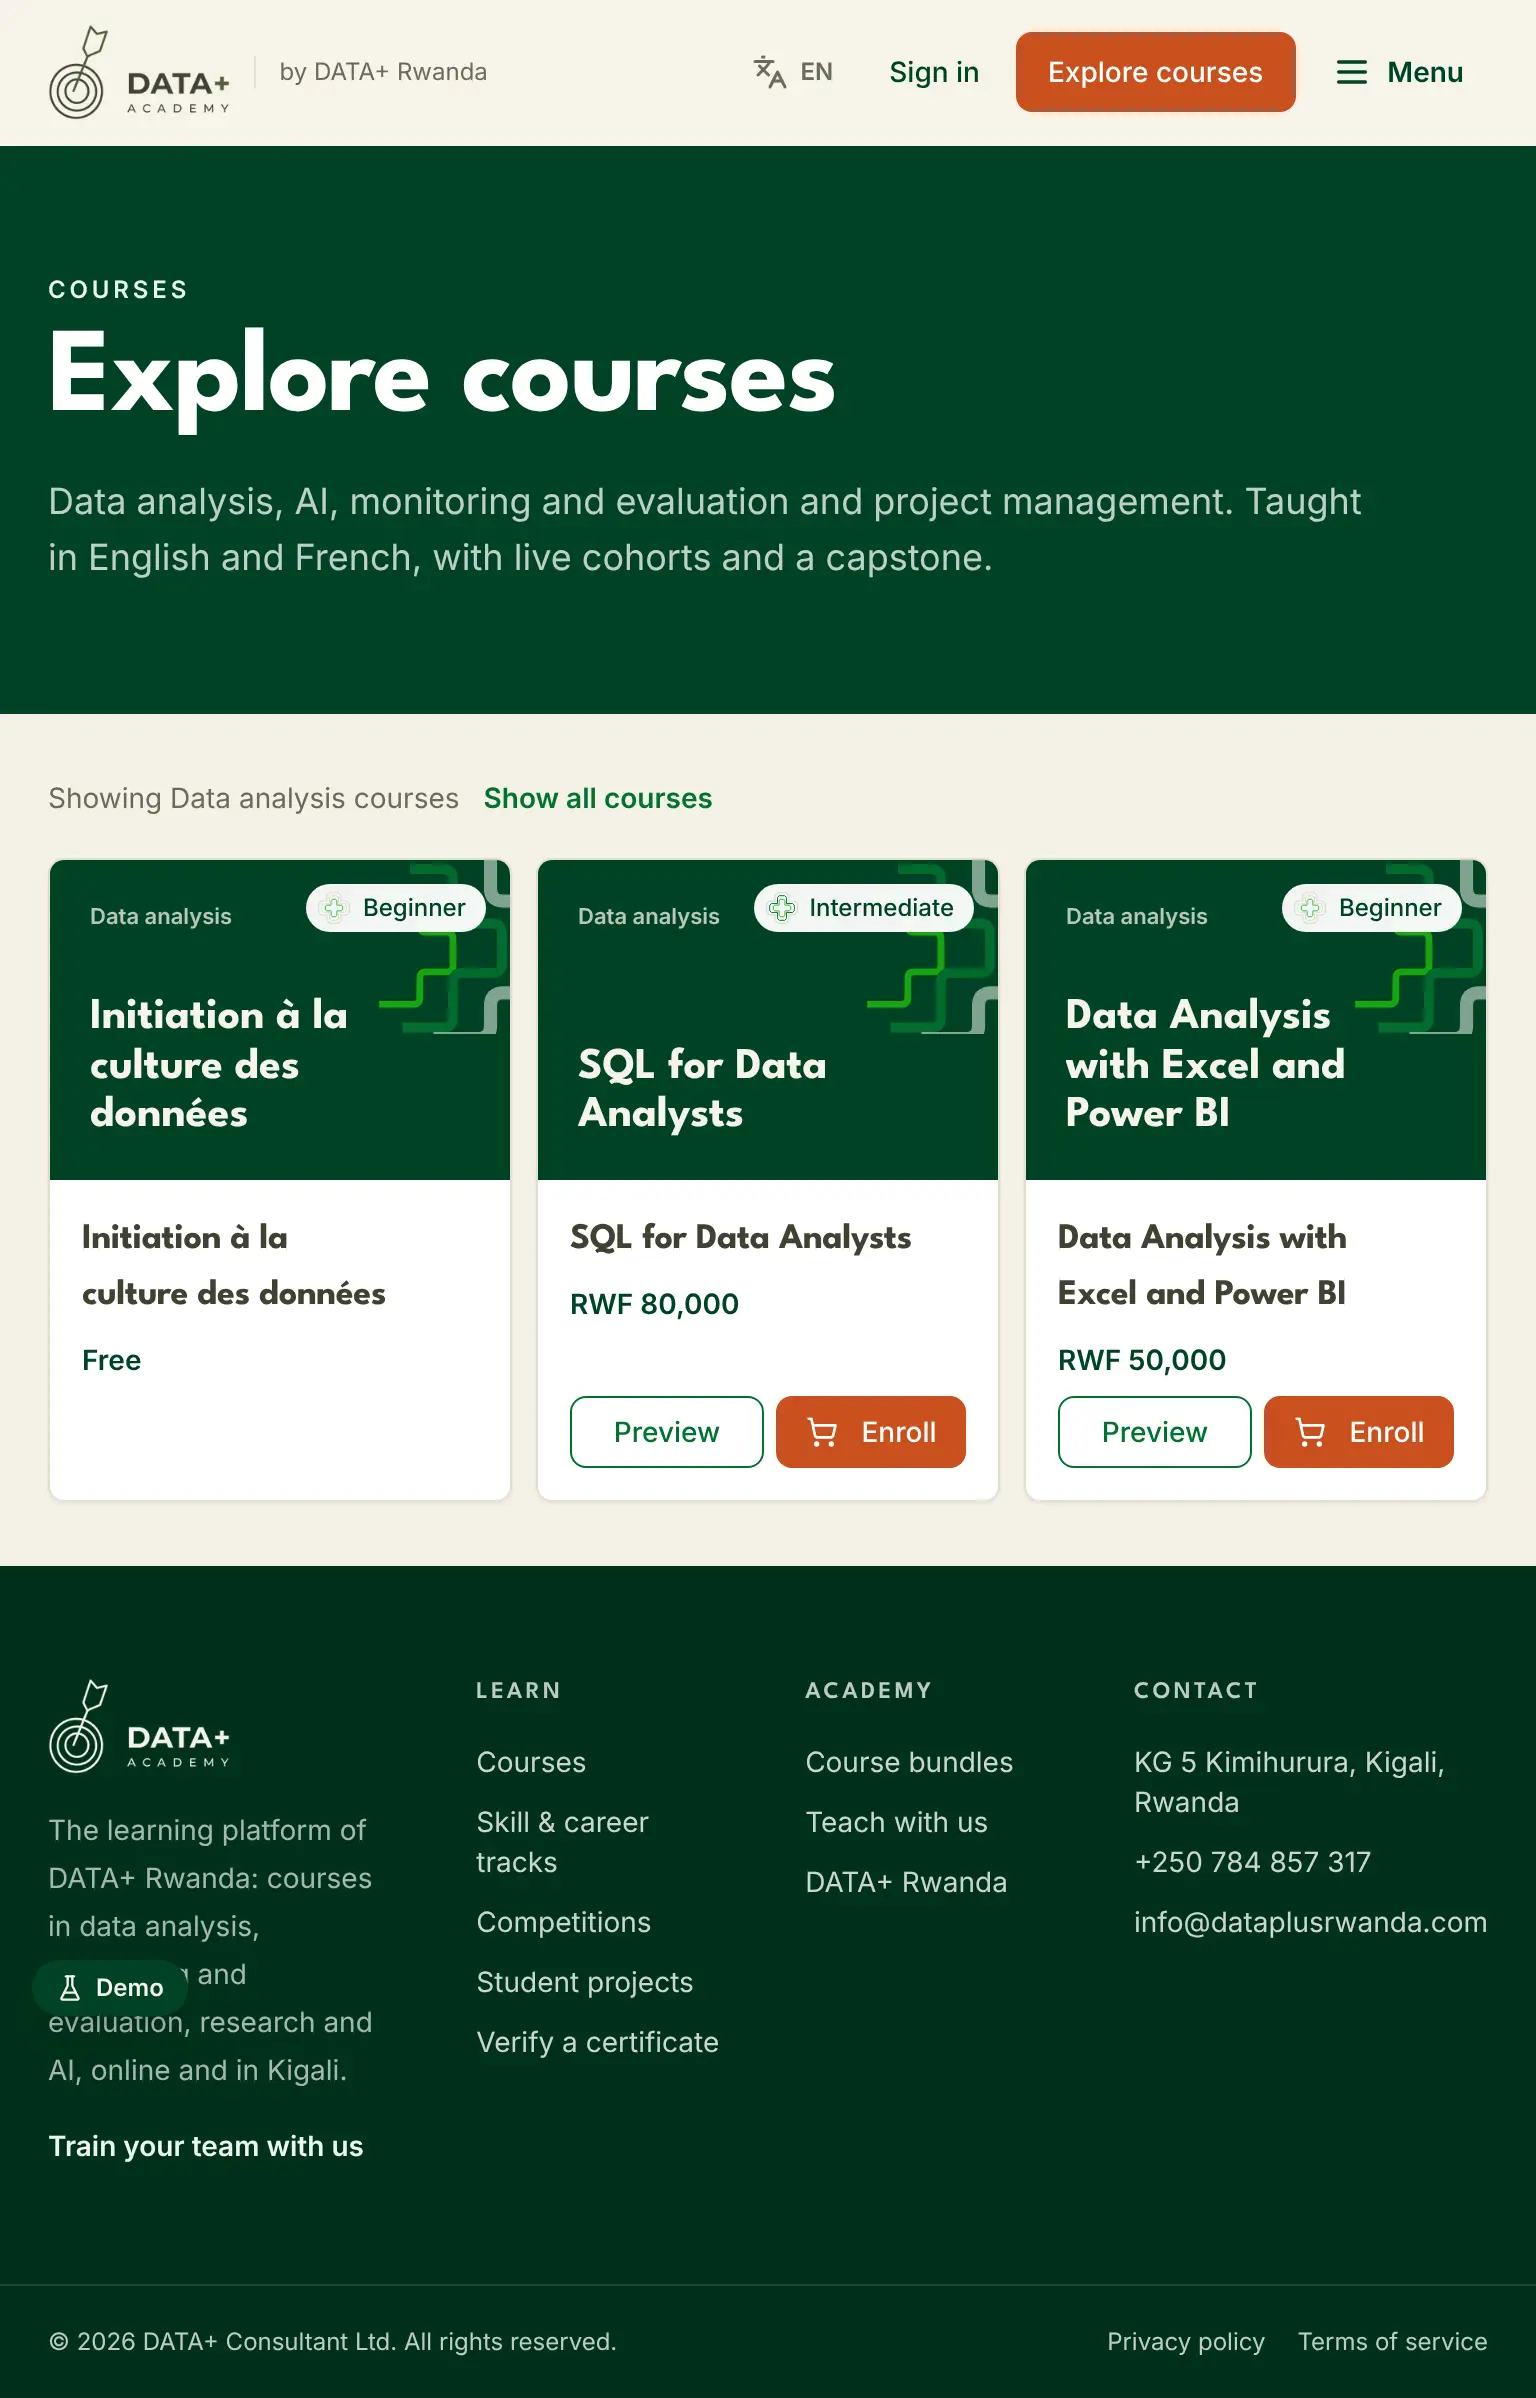 DATA+
ACADEMY
by DATA+ Rwanda
EN
Sign in
Explore courses
Menu
COURSES
Explore courses
Data analysis, AI, monitoring and evaluation and project management. Taught
in English and French, with live cohorts and a capstone.
Showing Data analysis courses
Show all courses
Data analysis
Beginner
Initiation à la
culture des
données
Initiation à la
culture des données
Free
Data analysis
Intermediate
SQL for Data
Analysts
SQL for Data Analysts
RWF 80,000
Preview
Enroll
Data analysis
Beginner
Data Analysis
with Excel and
Power BI
Data Analysis with
Excel and Power BI
RWF 50,000
Preview
Enroll
DATA+
ACADEMY
The learning platform of
DATA+ Rwanda: courses
in data analysis,
and
evaluation, research and
AI, online and in Kigali.
Demo
Train your team with us
LEARN
Courses
Skill & career
tracks
Competitions
Student projects
Verify a certificate
ACADEMY
Course bundles
Teach with us
DATA+ Rwanda
CONTACT
KG 5 Kimihurura, Kigali,
Rwanda
+250 784 857 317
info@dataplusrwanda.com
© 2026 DATA+ Consultant Ltd. All rights reserved.
Privacy policy
Terms of service